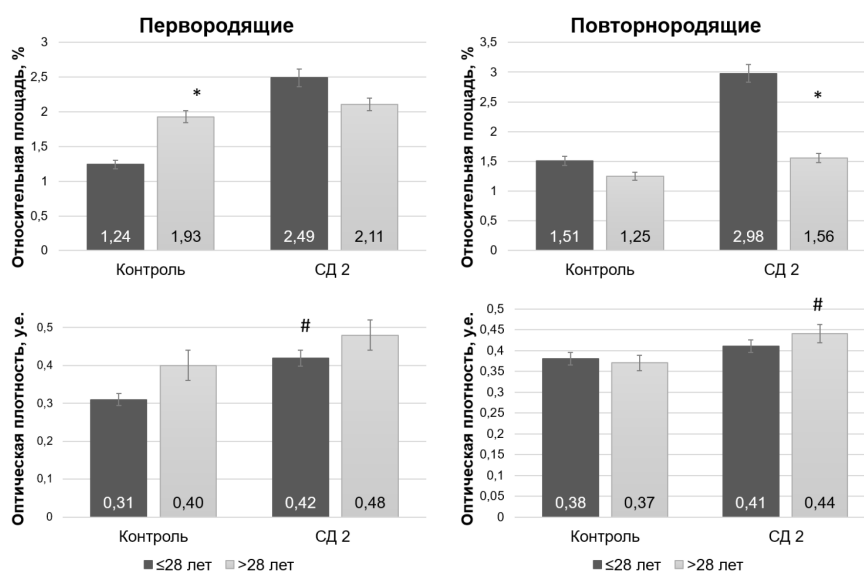 Первородящие
Относительная площадь, %
3
2,5
2
1,5
1
0,5
0
*
1,24
1,93
2,49
2,11
Контроль
СД 2
Повторнородящие
Относительная площадь, %
3,5
3
2,5
2
1,5
1
0,5
0
*
1,51
1,25
2,98
1,56
Контроль
СД 2
Оптическая плотность, у.е.
0,5
0,4
0,3
0,2
0,1
0
#
0,31
0,40
0,42
0,48
Контроль
СД 2
≤28 лет
>28 лет
Оптическая плотность, у.е.
0,5
0,45
0,4
0,35
0,3
0,25
0,2
0,15
0,1
0,05
0
#
0,38
0,37
0,41
0,44
Контроль
СД 2
≤28 лет
>28 лет